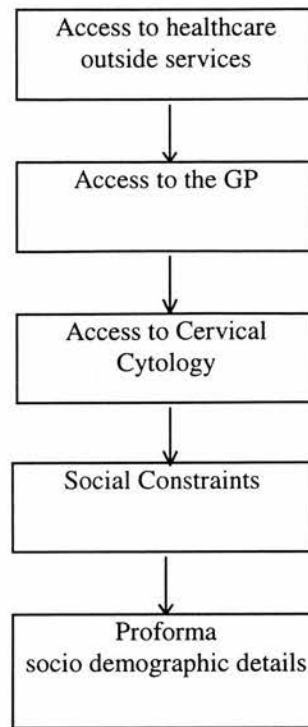 Access to healthcare
outside services
Access to the GP
Access to Cervical
Cytology
Social Constraints
Proforma
socio demographic details